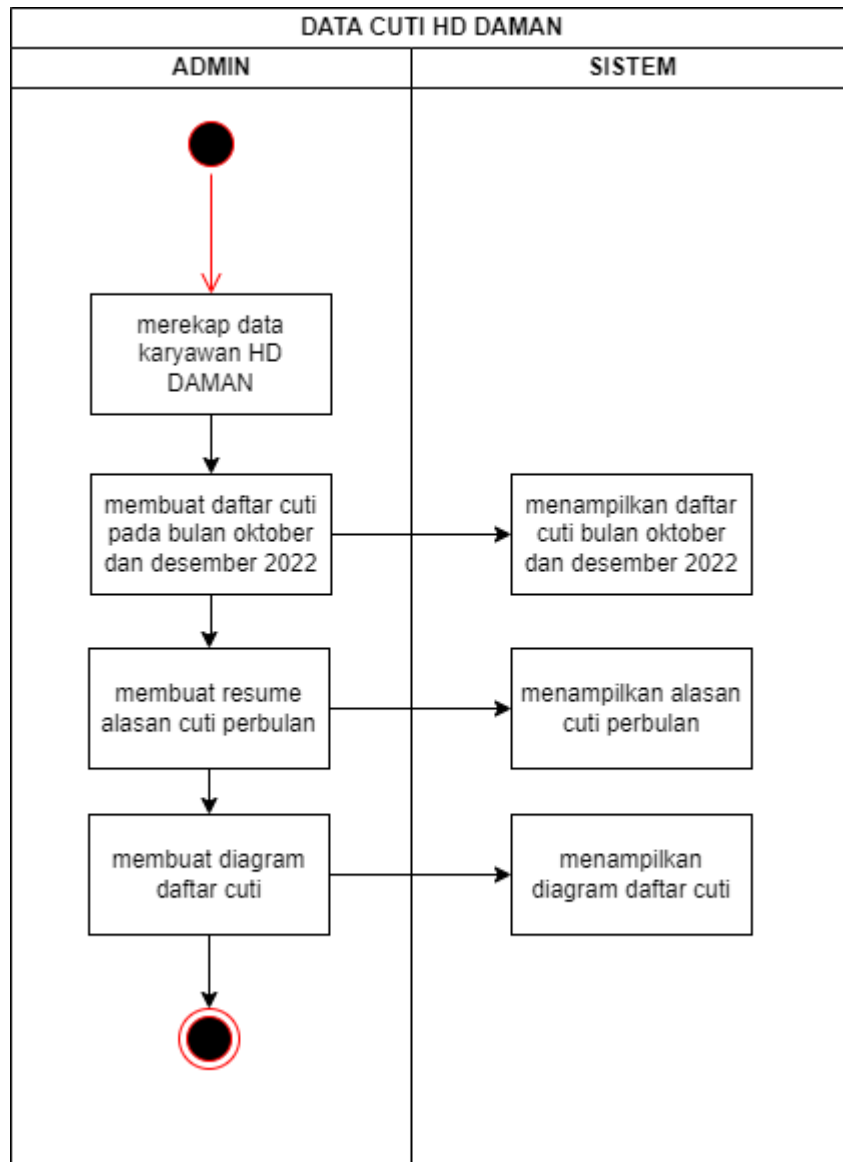 DATA CUTI HD DAMAN
ADMIN
SISTEM
merekap data
karyawan HD
DAMAN
membuat daftar cuti
pada bulan oktober
dan desember 2022
menampilkan daftar
cuti bulan oktober
dan desember 2022
membuat resume
alasan cuti perbulan
menampilkan alasan
cuti perbulan
membuat diagram
daftar cuti
menampilkan
diagram daftar cuti